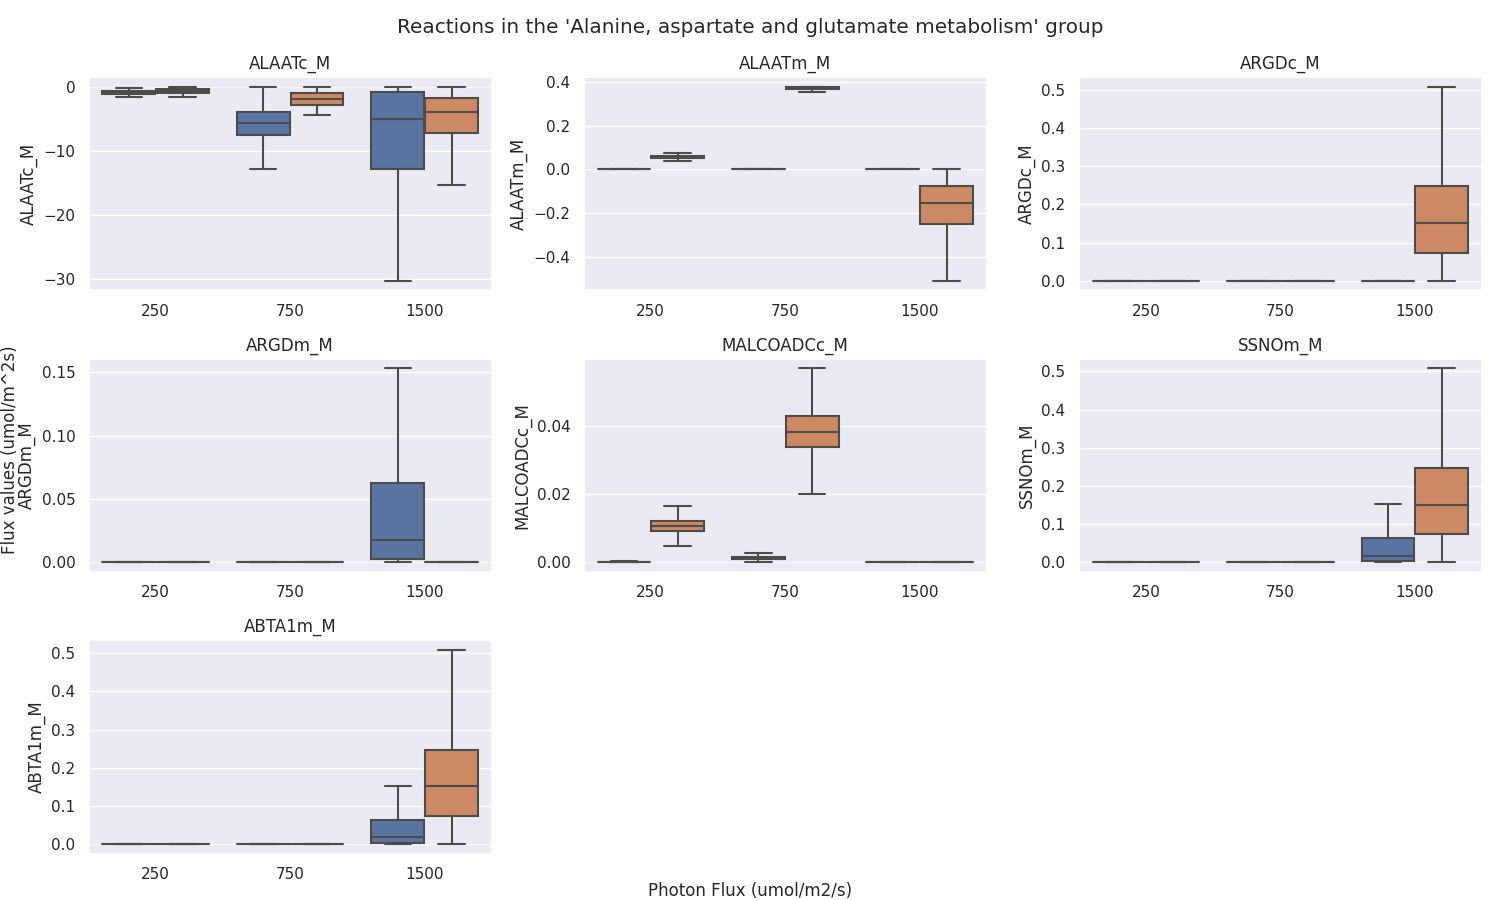 Reactions in the 'Alanine, aspartate and glutamate metabolism' group
ALAATc_M
ALAATc_M
0
−10
−20
−30
250 750 1500
ALAATm_M
ALAATm_M
0.4
0.2
0.0
−0.2
−0.4
250 750 1500
ARGDc_M
ARGDc_M
0.5
0.4
0.3
0.2
0.1
0.0
250 750 1500
Flux values (umol/m^2s)
ARGDm_M
ARGDm_M
0.15
0.10
0.05
0.00
250 750 1500
MALCOADCc_M
MALCOADCc_M
0.04
0.02
0.00
250 750 1500
SSNOm_M
SSNOm_M
0.5
0.4
0.3
0.2
0.1
0.0
250 750 1500
ABTA1m_M
ABTA1m_M
0.5
0.4
0.3
0.2
0.1
0.0
250 750 1500
Photon Flux (umol/m2/s)